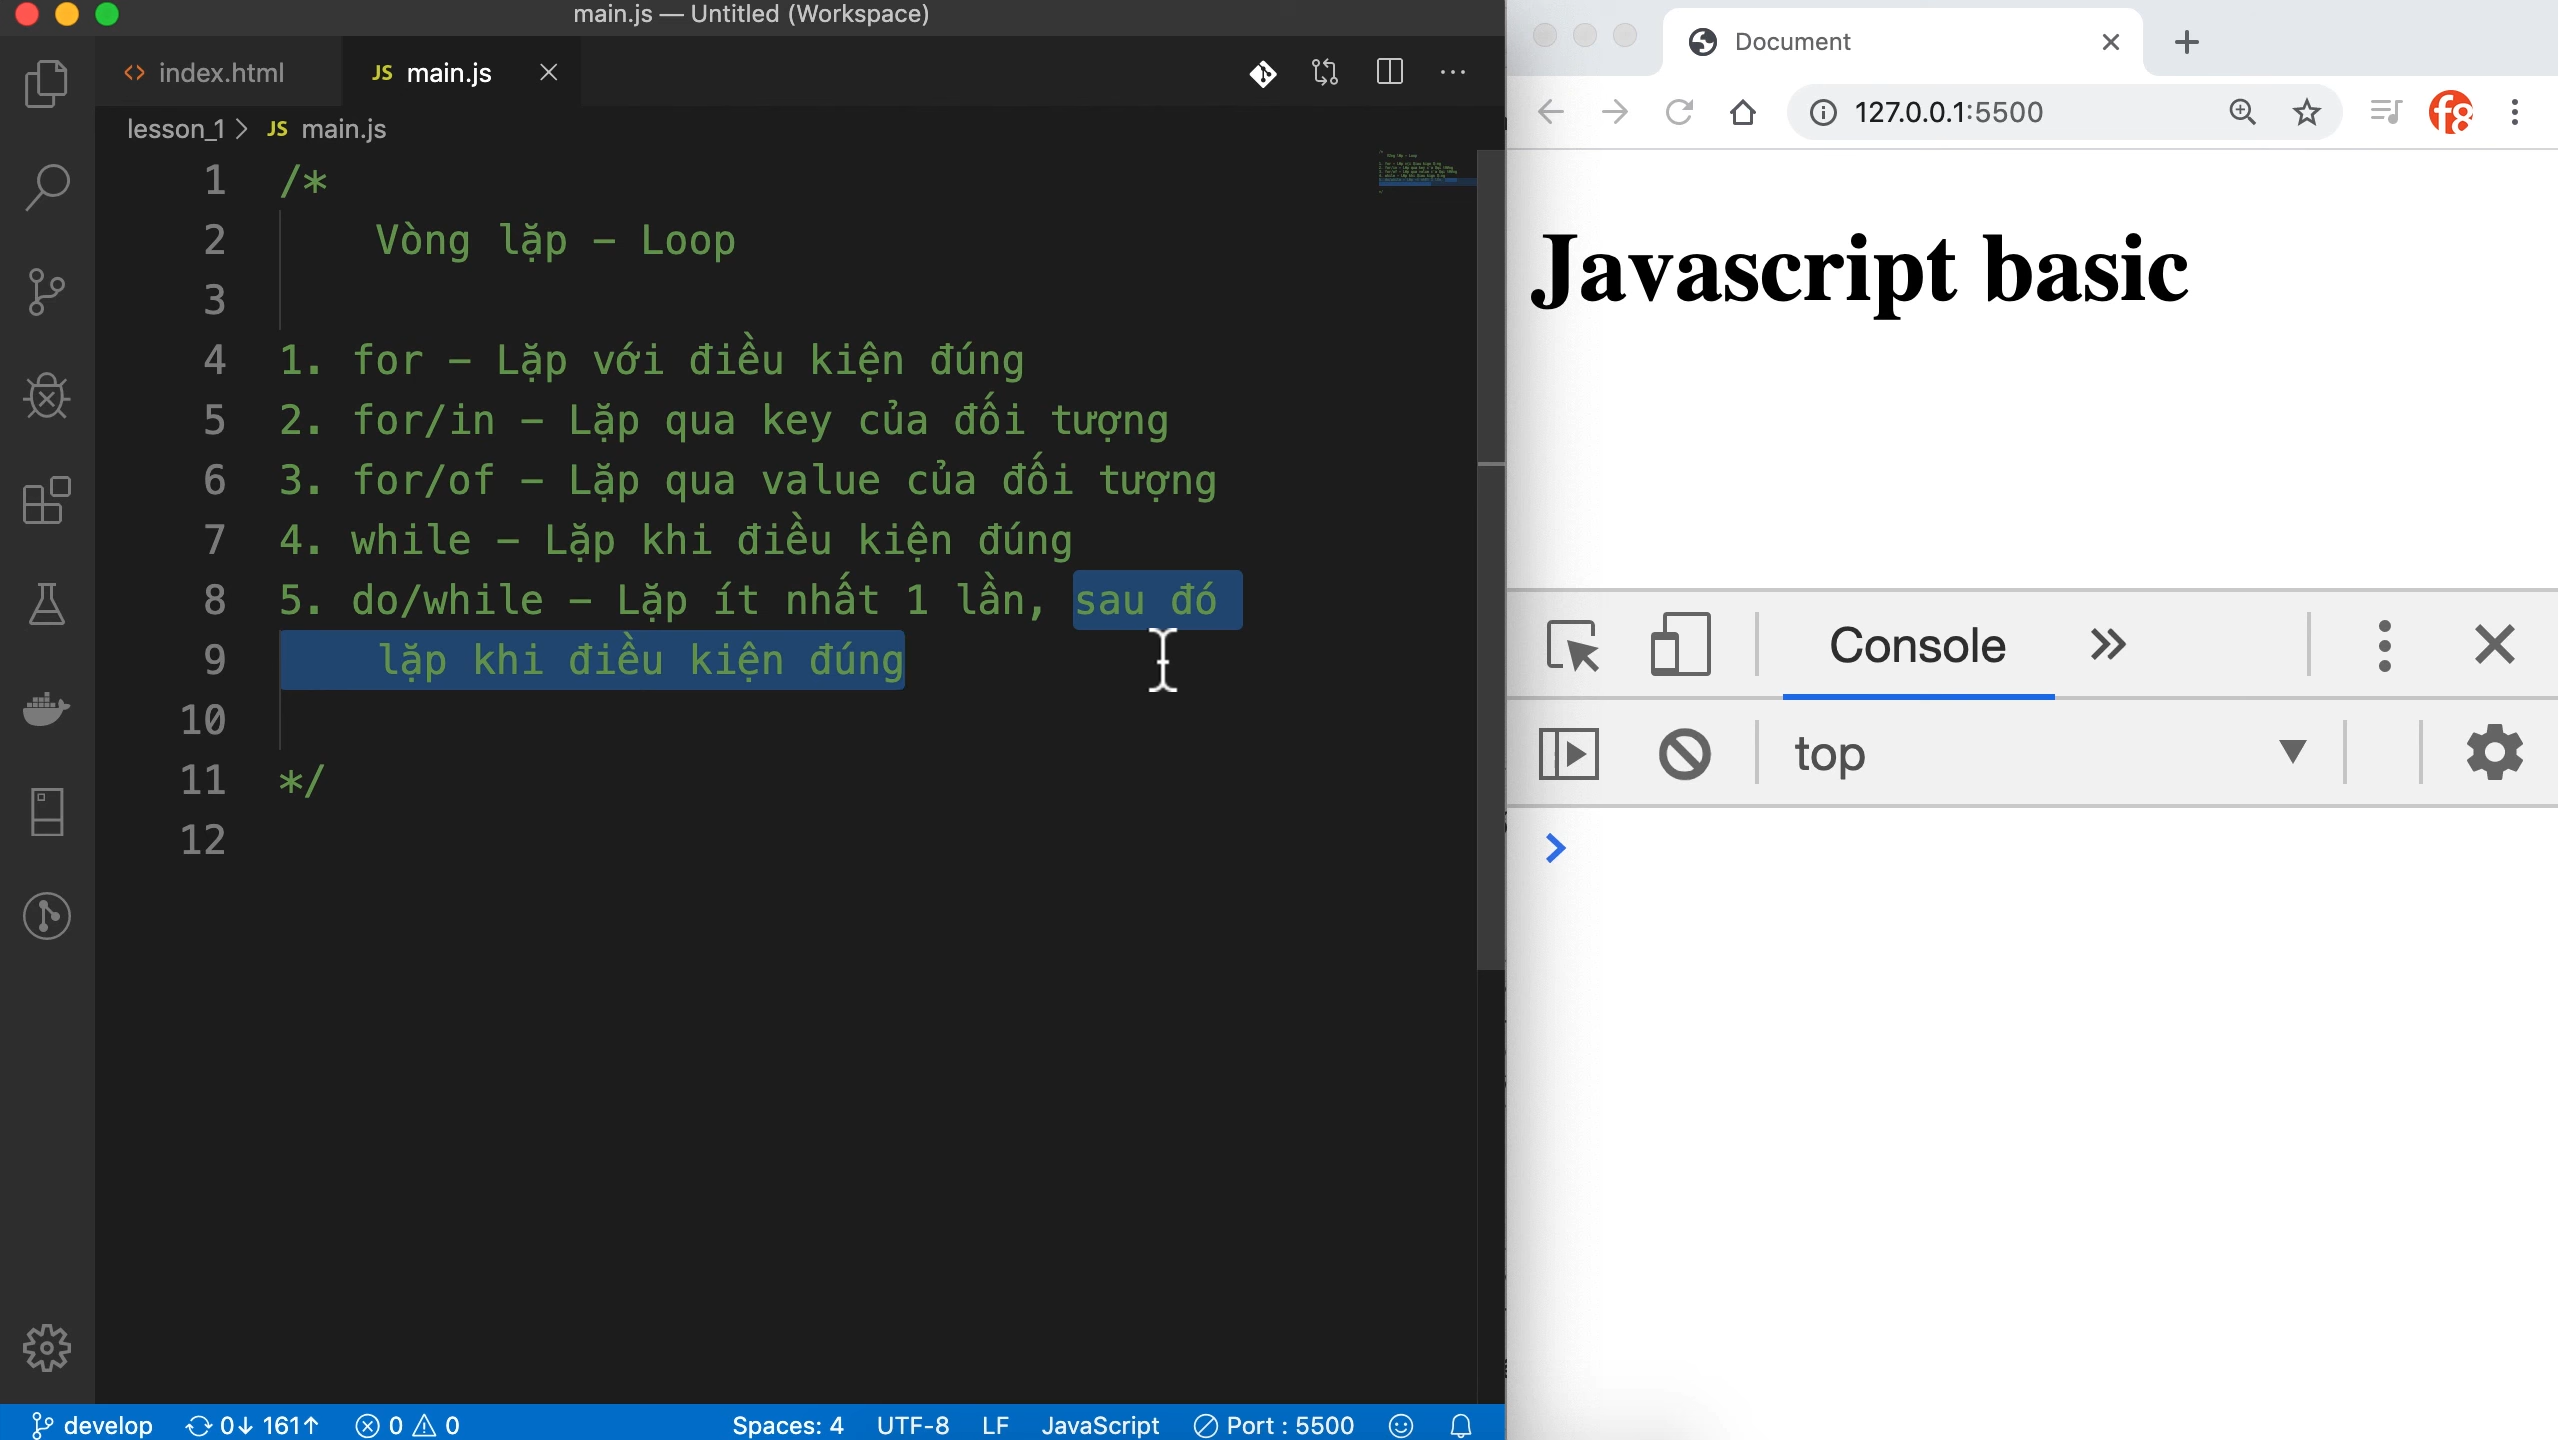 main.js — Untitled (Workspace)
index.html
JS main.js
lesson_1 > JS main.js
1 /*
2 Vòng lặp - Loop
3
4 1. for - Lặp với điều kiện đúng
5 2. for/in - Lặp qua key của đối tượng
6 3. for/of - Lặp qua value của đối tượng
7 4. while - Lặp khi điều kiện đúng
8 5. do/while - Lặp ít nhất 1 lần, sau đó
9 lặp khi điều kiện đúng
10
11 */
12
develop 0↓ 161↑ 0 0 Spaces: 4 UTF-8 LF JavaScript Port : 5500
Document
127.0.0.1:5500
f8
Javascript basic
Console
top